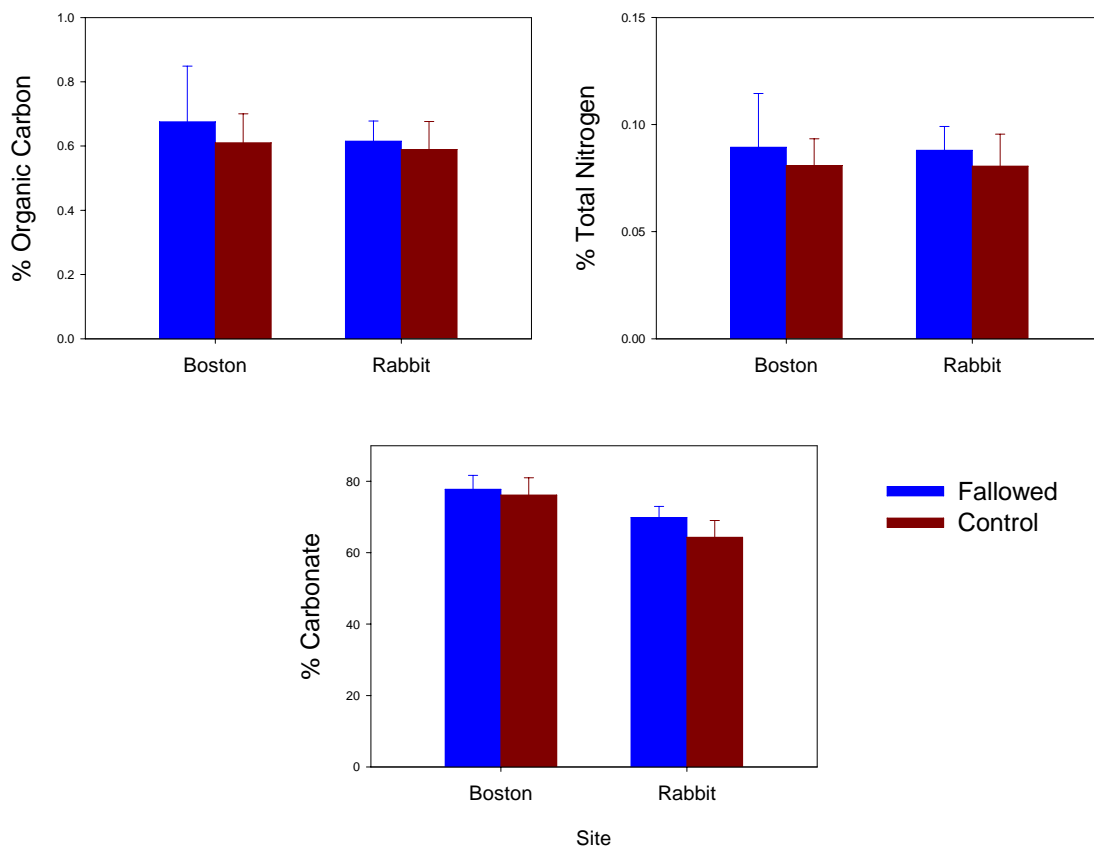 % Organic Carbon
1.0
0.8
0.6
0.4
0.2
0.0
Boston Rabbit
% Total Nitrogen
0.15
0.10
0.05
0.00
Boston Rabbit
% Carbonate
80
60
40
20
0
Boston Rabbit
Site
Fallowed
Control